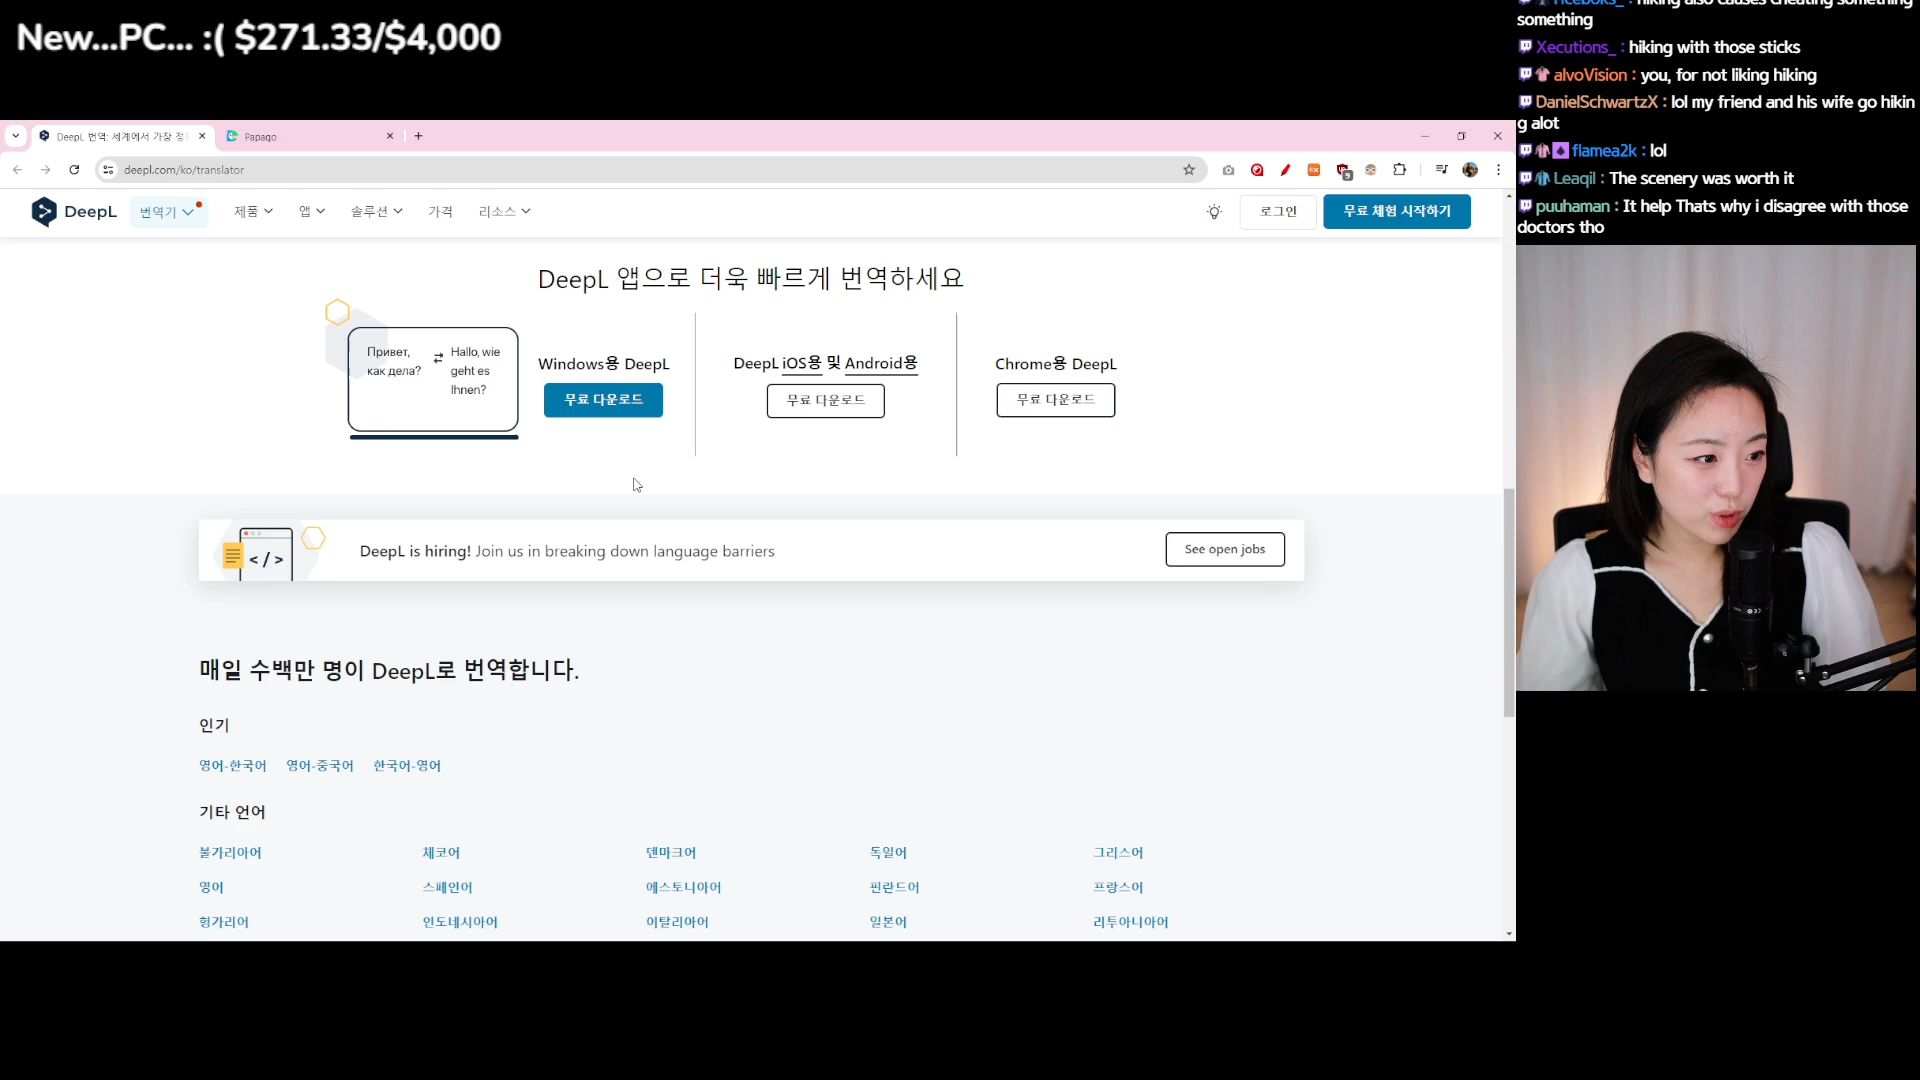 New...PC... :( $271.33/$4,000
something
Xecutions_ : hiking with those sticks
alvoVision : you, for not liking hiking
DanielSchwartzX : lol my friend and his wife go hikin
g alot
flamea2k : lol
Leaqil : The scenery was worth it
puuhaman : It help Thats why i disagree with those
doctors tho
DeepL 번역: 세계에서 가장 정
Papago
deepl.com/ko/translator
DeepL
번역기
제품
앱
솔루션
가격
리소스
로그인
무료 체험 시작하기
DeepL 앱으로 더욱 빠르게 번역하세요
Привет,
как дела?
Hallo, wie
geht es
Ihnen?
Windows용 DeepL
무료 다운로드
DeepL iOS용 및 Android용
무료 다운로드
Chrome용 DeepL
무료 다운로드
</>
DeepL is hiring! Join us in breaking down language barriers
See open jobs
매일 수백만 명이 DeepL로 번역합니다.
인기
영어-한국어 영어-중국어 한국어-영어
기타 언어
불가리아어 체코어 덴마크어 독일어 그리스어
영어 스페인어 에스토니아어 핀란드어 프랑스어
헝가리어 인도네시아어 이탈리아어 일본어 리투아니아어